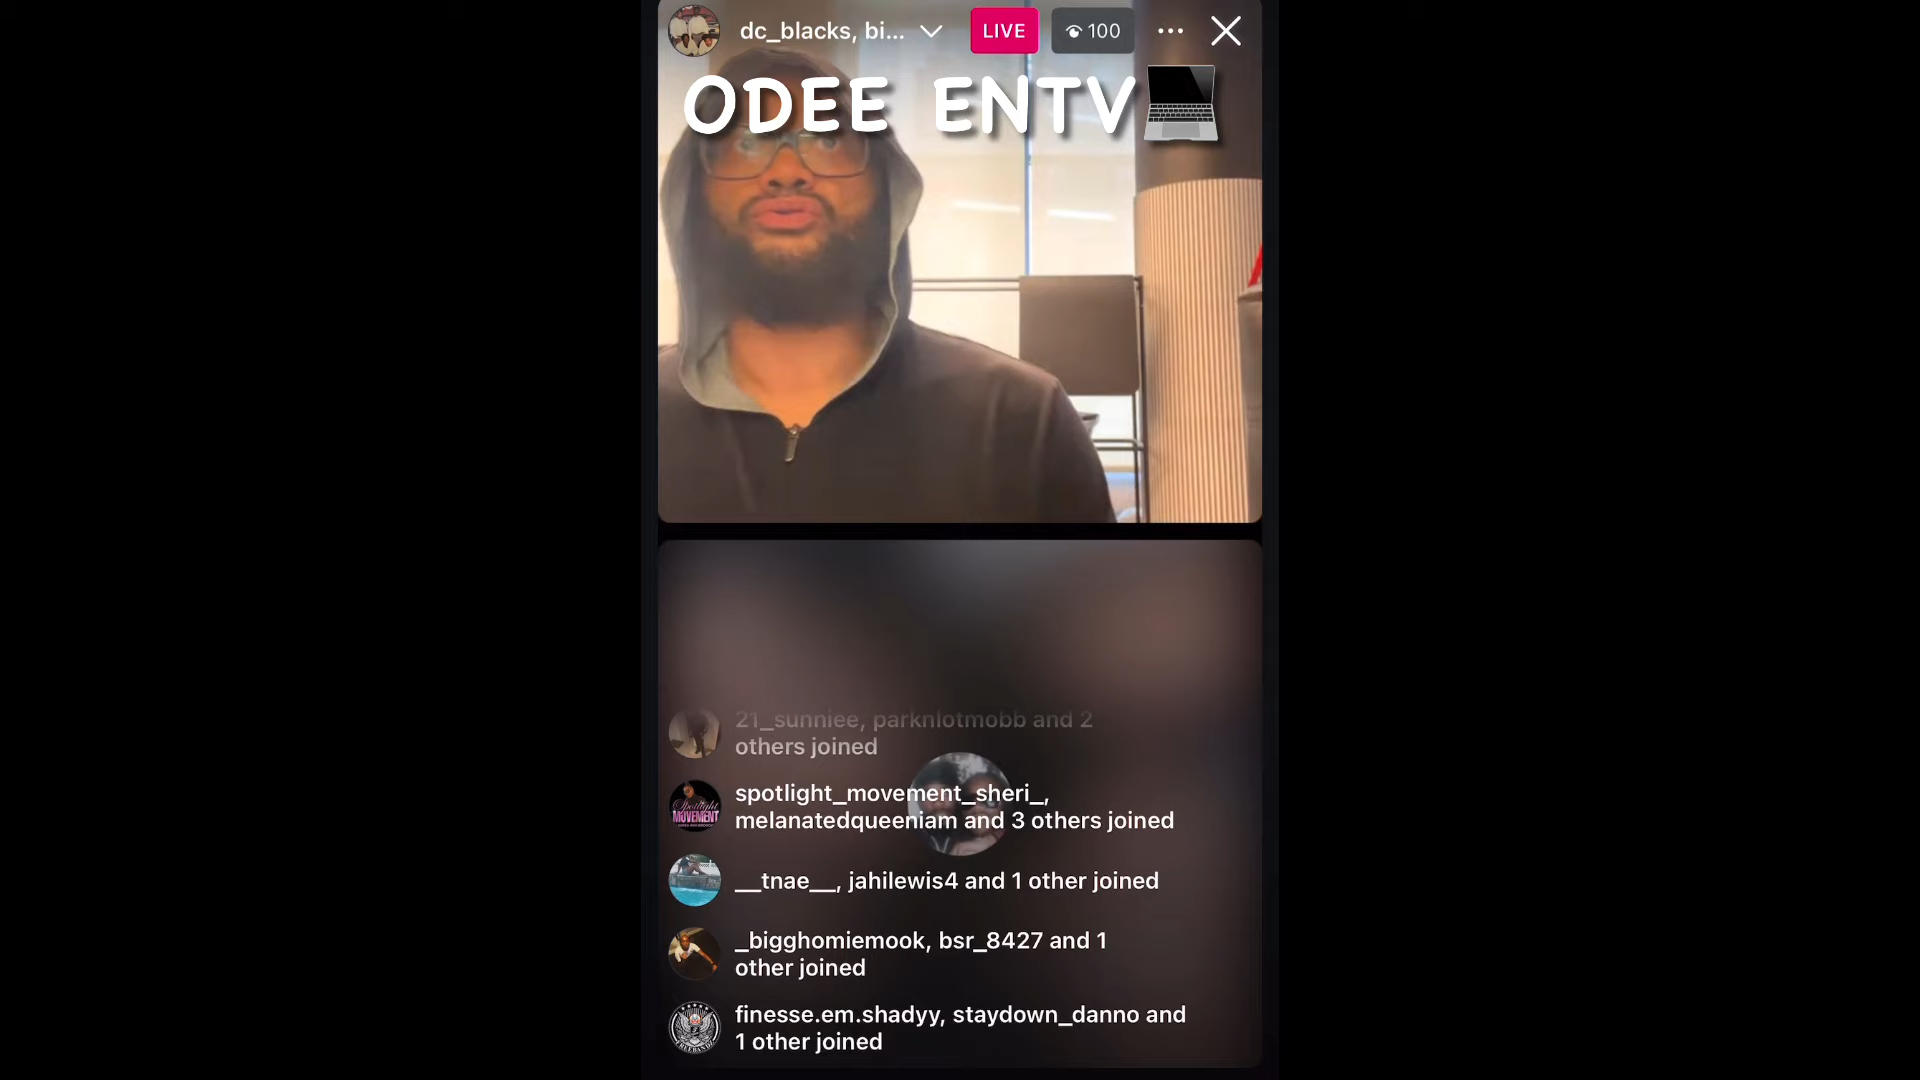 dc_blacks, bi... LIVE 100
ODEE ENTV
21_sunniee, parknlotmobb and 2
others joined
spotlight_movement_sheri_,
melanatedqueeniam and 3 others joined
Spotlight
MOVEMENT
__tnae__, jahilewis4 and 1 other joined
_bigghomiemook, bsr_8427 and 1
other joined
finesse.em.shadyy, staydown_danno and
1 other joined